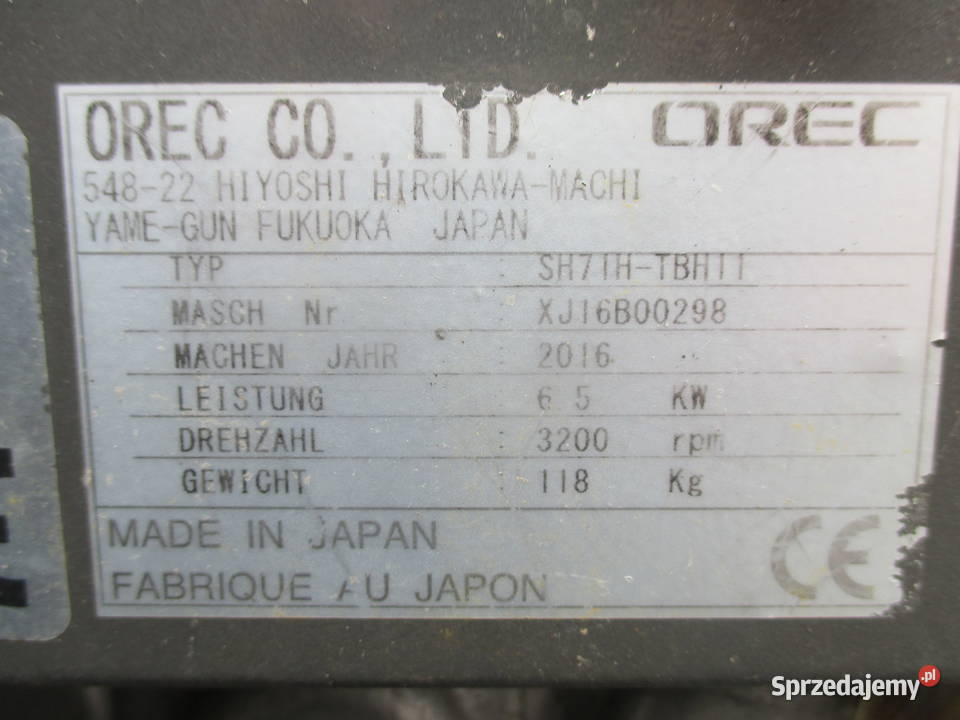 OREC CO., LTD. OREC
548-22 HIYOSHI HIROKAWA-MACHI
YAME-GUN FUKUOKA JAPAN
TYP : SH71H-TBH11
MASCH Nr : XJ16B00298
MACHEN JAHR : 2016
LEISTUNG : 6.5 KW
DREHZAHL : 3200 rpm
GEWICHT : 118 Kg
MADE IN JAPAN
FABRIQUE AU JAPON
CE
Sprzedajemy.pl